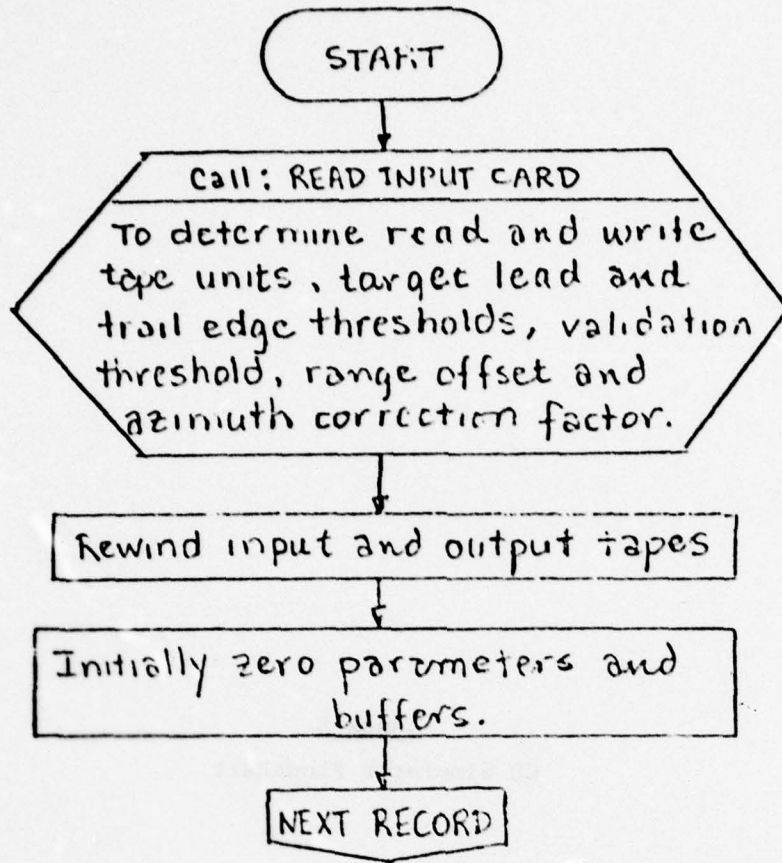 START
Call: READ INPUT CARD
To determine read and write
tape units, target lead and
trail edge thresholds, validation
threshold, range offset and
azimuth correction factor.
Rewind input and output tapes
Initially zero parameters and
buffers.
NEXT RECORD